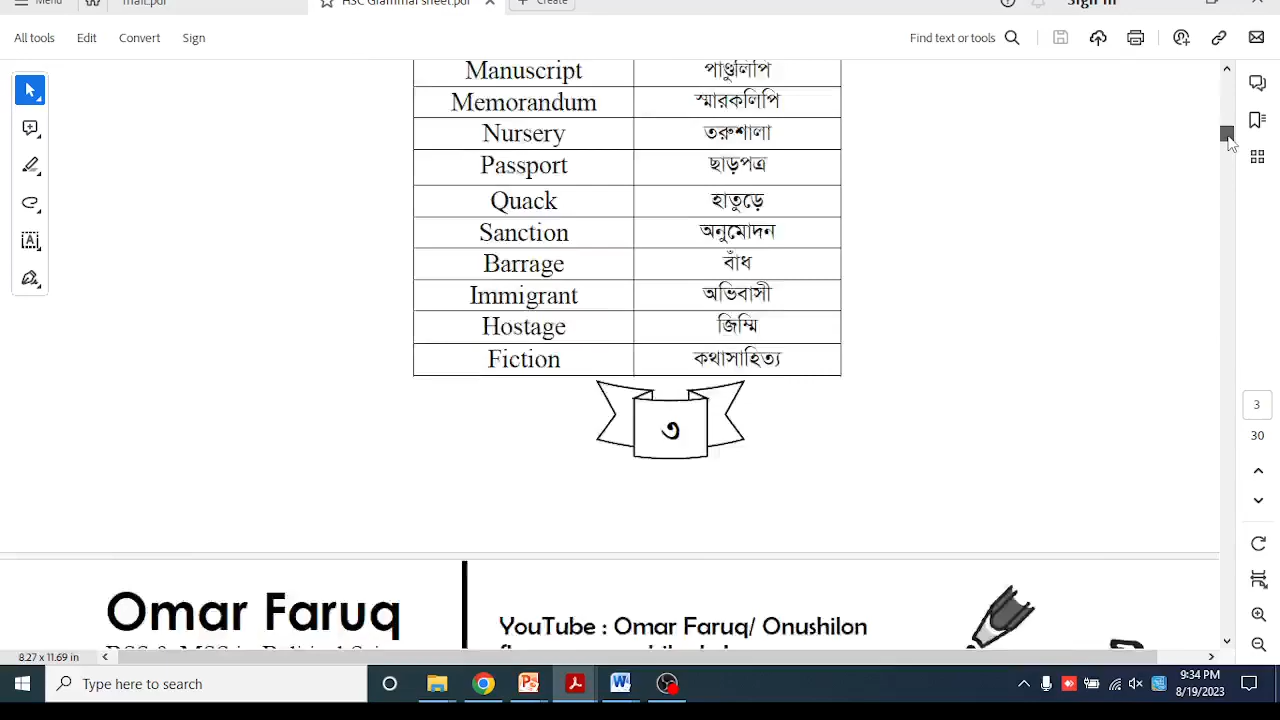 Menu
mail.pdf
HSC Grammar sheet.pdf
Create
Sign in
All tools
Edit
Convert
Sign
Find text or tools
Manuscript পাণ্ডুলিপি
Memorandum স্মারকলিপি
Nursery তরুশালা
Passport ছাড়পত্র
Quack হাতুড়ে
Sanction অনুমোদন
Barrage বাঁধ
Immigrant অভিবাসী
Hostage জিম্মি
Fiction কথাসাহিত্য
৩
3
30
Omar Faruq
YouTube : Omar Faruq/ Onushilon
8.27 x 11.69 in
Type here to search
9:34 PM
8/19/2023